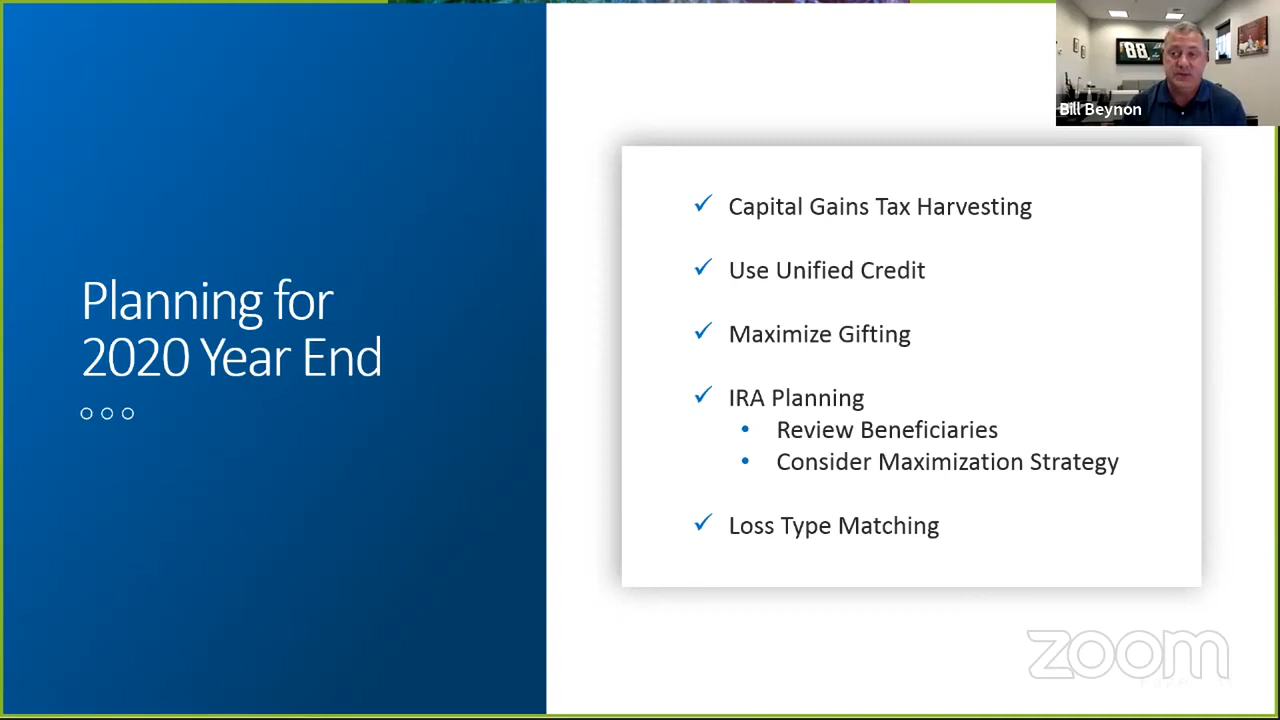 Planning for
2020 Year End
Capital Gains Tax Harvesting
Use Unified Credit
Maximize Gifting
IRA Planning
Review Beneficiaries
Consider Maximization Strategy
Loss Type Matching
88
Bill Beynon
zoom